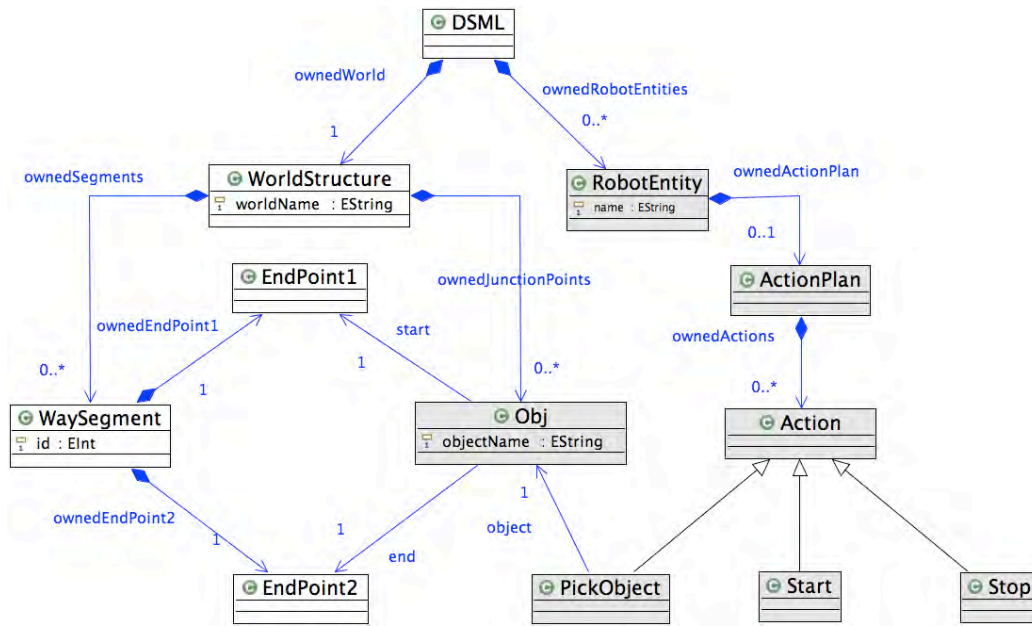 DSML
ownedWorld
ownedRobotEntities
1
0..*
ownedSegments
WorldStructure
worldName : EString
RobotEntity
name : EString
ownedActionPlan
0..1
EndPoint1
ownedJunctionPoints
ActionPlan
ownedEndPoint1
start
ownedActions
0..*
1
1
0..*
0..*
WaySegment
id : EInt
Obj
objectName : EString
Action
ownedEndPoint2
1
1
end
1
object
EndPoint2
PickObject
Start
Stop